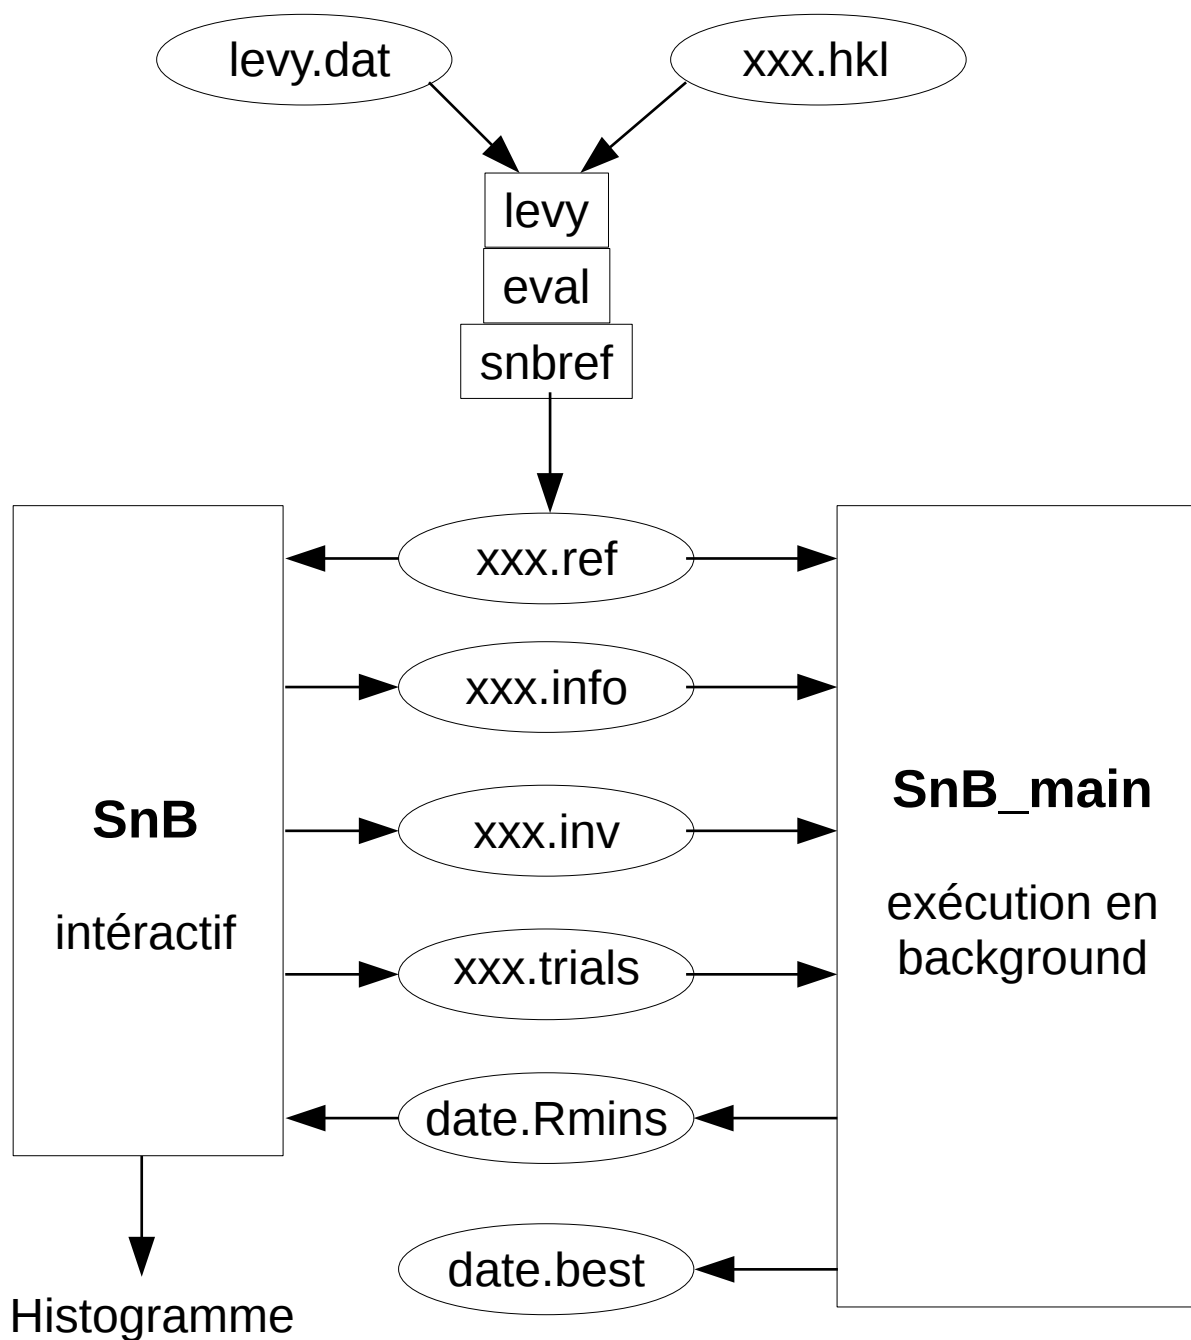 levy.dat
xxx.hkl
levy
eval
snbref
xxx.ref
xxx.info
xxx.inv
xxx.trials
date.Rmins
date.best
SnB
intéractif
SnB_main
exécution en
background
Histogramme